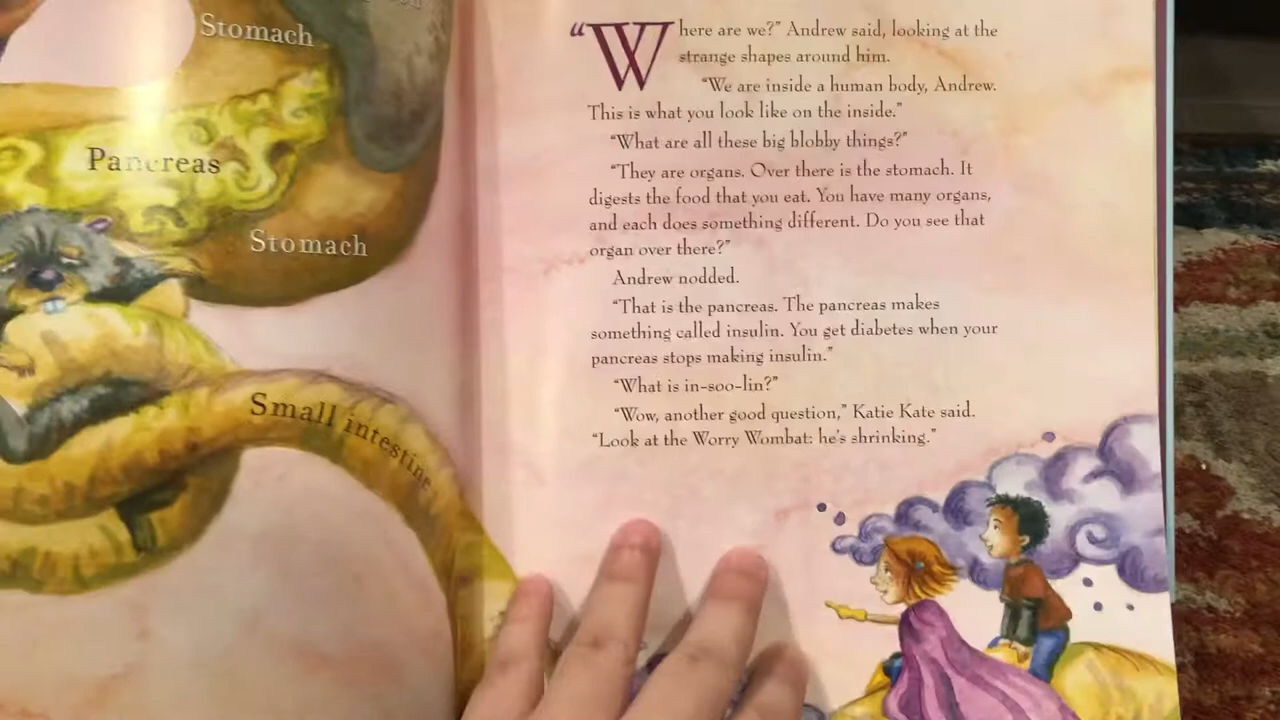 Stomach
Pancreas
Stomach
Small intestine
“Where are we?” Andrew said, looking at the
strange shapes around him.
“We are inside a human body, Andrew.
This is what you look like on the inside.”
“What are all these big blobby things?”
“They are organs. Over there is the stomach. It
digests the food that you eat. You have many organs,
and each does something different. Do you see that
organ over there?”
Andrew nodded.
“That is the pancreas. The pancreas makes
something called insulin. You get diabetes when your
pancreas stops making insulin.”
“What is in-soo-lin?”
“Wow, another good question,” Katie Kate said.
“Look at the Worry Wombat: he’s shrinking.”